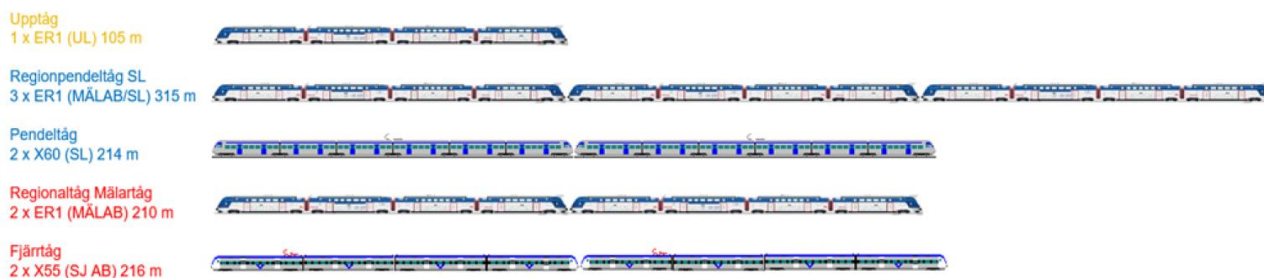 Upptåg
1 x ER1 (UL) 105 m
Regionpendeltåg SL
3 x ER1 (MÄLAB/SL) 315 m
Pendeltåg
2 x X60 (SL) 214 m
Regionaltåg Mälartåg
2 x ER1 (MÄLAB) 210 m
Fjärrtåg
2 x X55 (SJ AB) 216 m